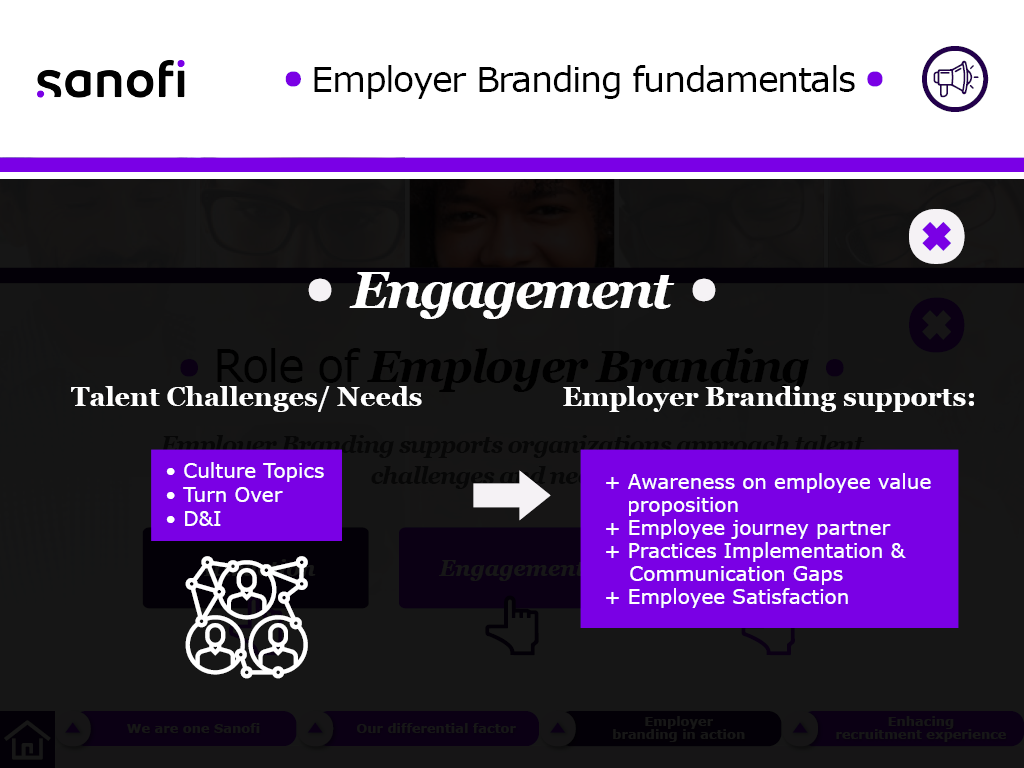 sanofi
• Employer Branding fundamentals •
• Engagement •
• Role of Employer Branding •
Talent Challenges/ Needs
Employer Branding supports:
Employer Branding supports organizations approach talent
challenges and
• Culture Topics
• Turn Over
• D&I
+ Awareness on employee value
proposition
+ Employee journey partner
+ Practices Implementation &
Communication Gaps
+ Employee Satisfaction
Engagement
We are one Sanofi
Our differential factor
Employer
branding in action
Enhacing
recruitment experience